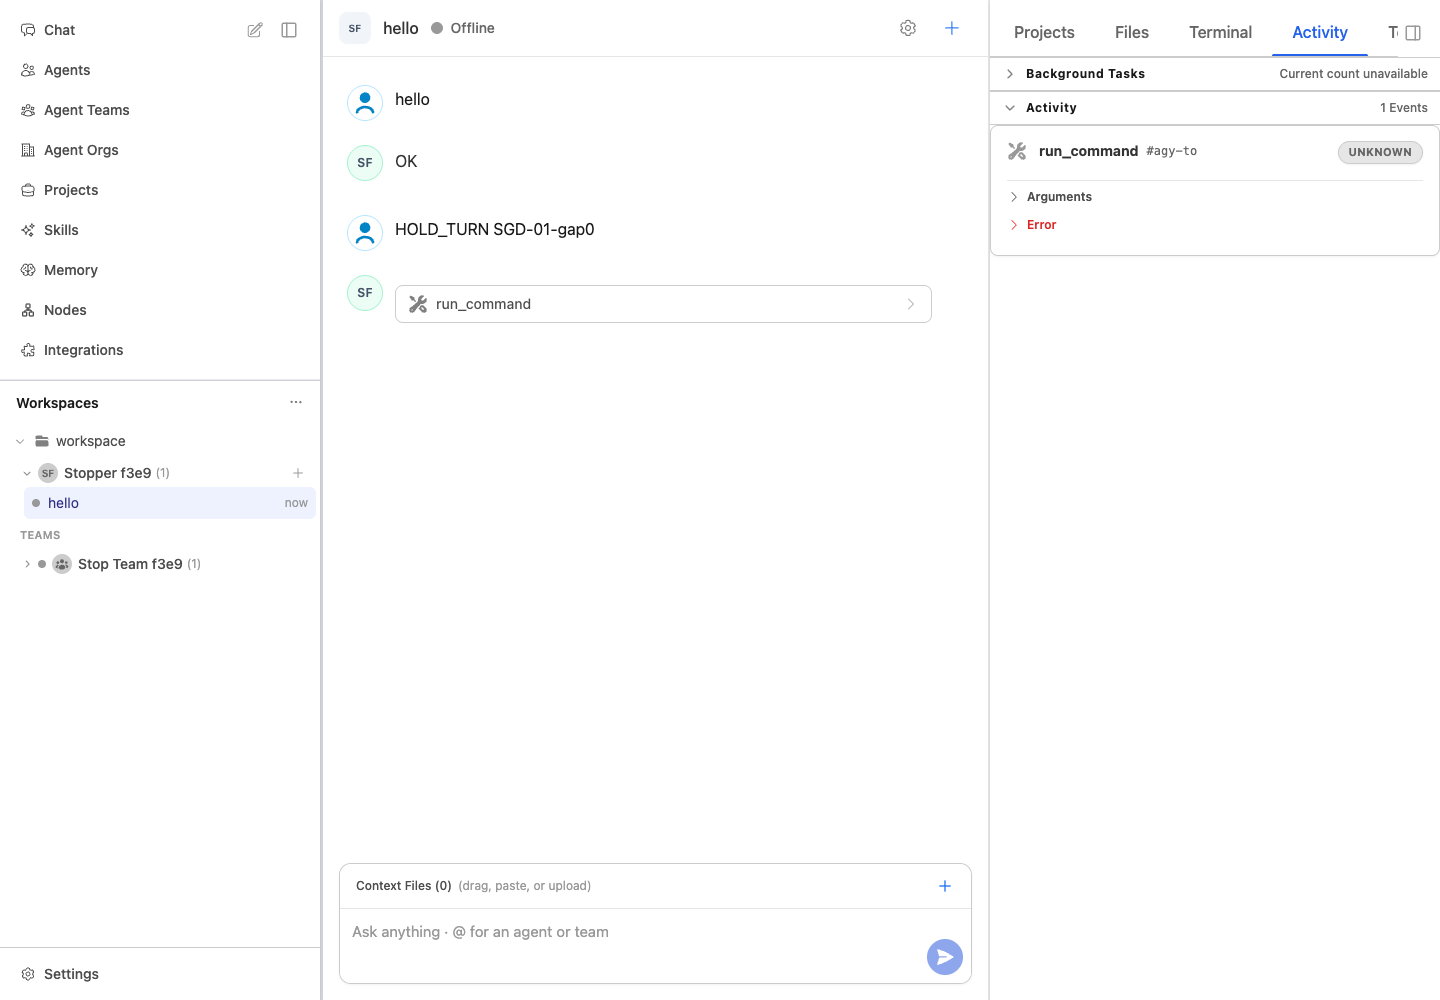 Chat
Agents
Agent Teams
Agent Orgs
Projects
Skills
Memory
Nodes
Integrations
Workspaces
workspace
SF Stopper f3e9 (1)
hello now
TEAMS
Stop Team f3e9 (1)
Settings
SF hello Offline
hello
SF OK
HOLD_TURN SGD-01-gap0
SF run_command
Context Files (0) (drag, paste, or upload)
Ask anything · @ for an agent or team
Projects Files Terminal Activity
Background Tasks Current count unavailable
Activity 1 Events
run_command #agy-to UNKNOWN
Arguments
Error